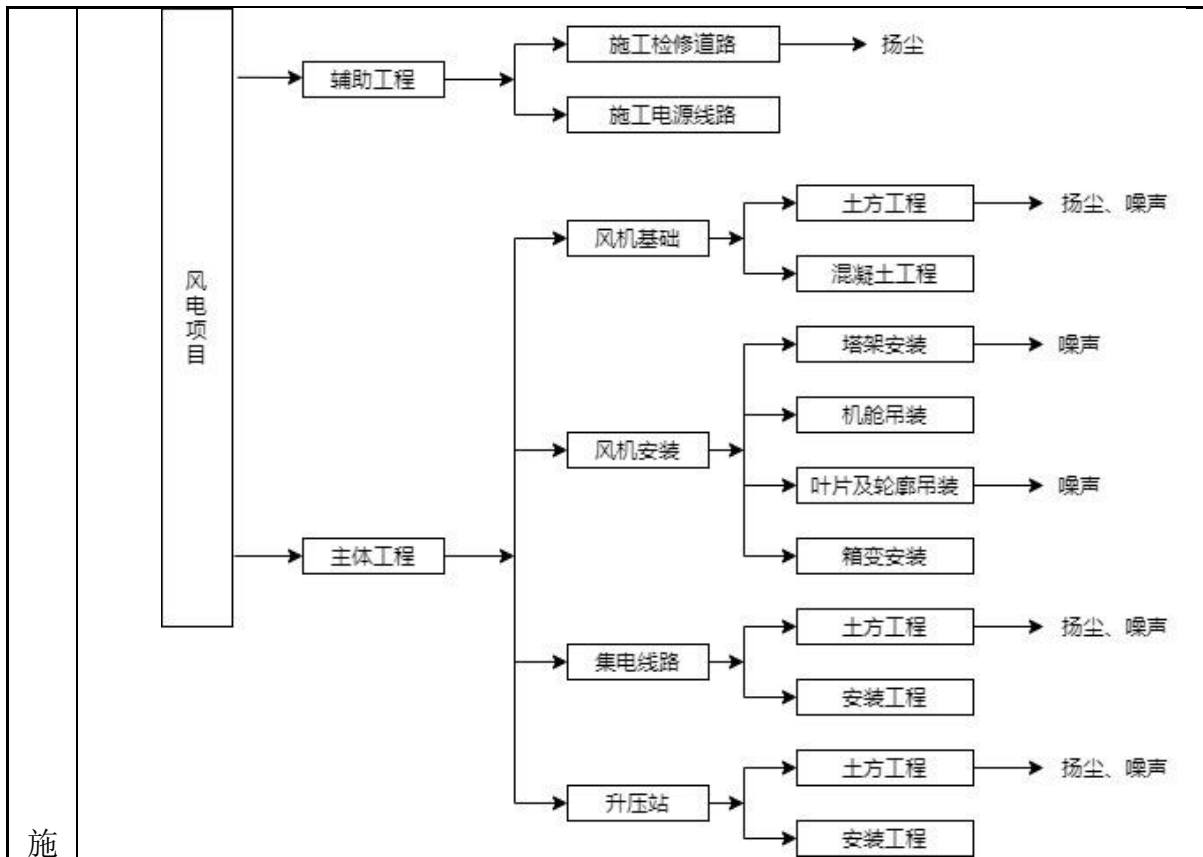 施工检修道路
扬尘
辅助工程
施工电源线路
土方工程
扬尘、噪声
风机基础
混凝土工程
风电项目
塔架安装
噪声
机舱吊装
风机安装
叶片及轮廓吊装
噪声
主体工程
箱变安装
土方工程
扬尘、噪声
集电线路
安装工程
土方工程
扬尘、噪声
升压站
安装工程
施